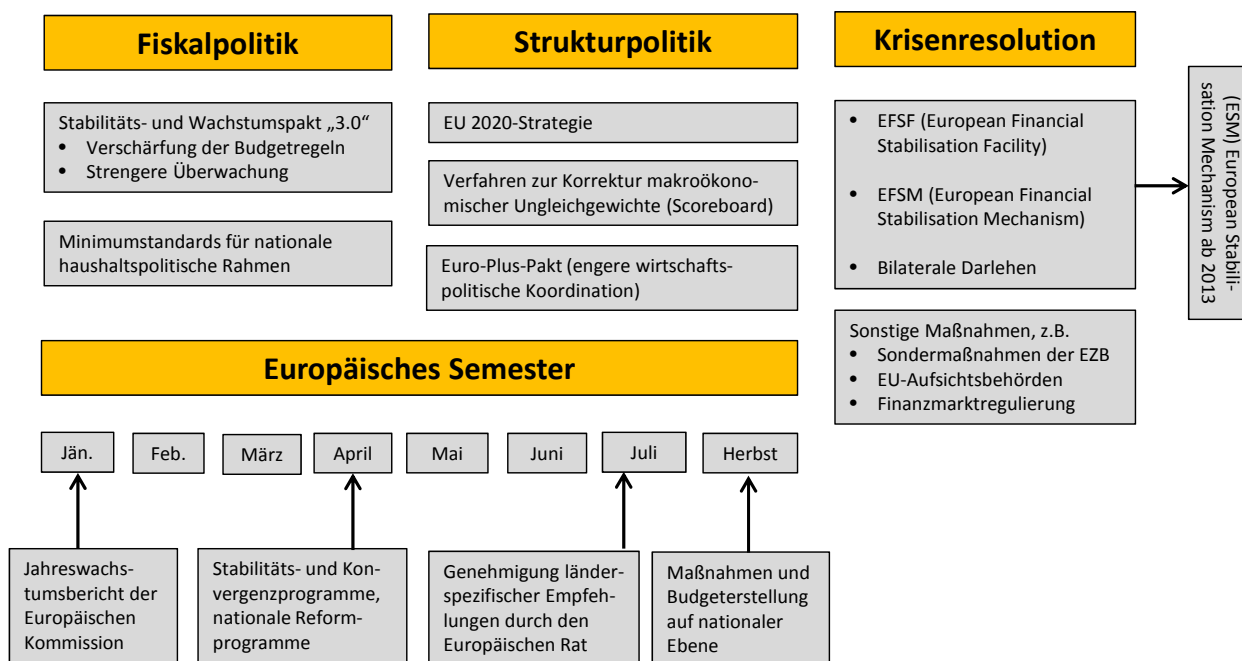 Fiskalpolitik
Stabilitäts- und Wachstumspakt „3.0“
• Verschärfung der Budgetregeln
• Strengere Überwachung
Minimumstandards für nationale
haushaltspolitische Rahmen
Strukturpolitik
EU 2020-Strategie
Verfahren zur Korrektur makroökono-
mischer Ungleichgewichte (Scoreboard)
Euro-Plus-Pakt (engere wirtschafts-
politische Koordination)
Krisenresolution
• EFSF (European Financial
Stabilisation Facility)
• EFSM (European Financial
Stabilisation Mechanism)
• Bilaterale Darlehen
(ESM) European Stabili-
sation Mechanism ab 2013
Sonstige Maßnahmen, z.B.
• Sondermaßnahmen der EZB
• EU-Aufsichtsbehörden
• Finanzmarktregulierung
Europäisches Semester
Jän.
Feb.
März
April
Mai
Juni
Juli
Herbst
Jahreswachs-
tumsbericht der
Europäischen
Kommission
Stabilitäts- und Kon-
vergenzprogramme,
nationale Reform-
programme
Genehmigung länder-
spezifischer Empfeh-
lungen durch den
Europäischen Rat
Maßnahmen und
Budgeterstellung
auf nationaler
Ebene